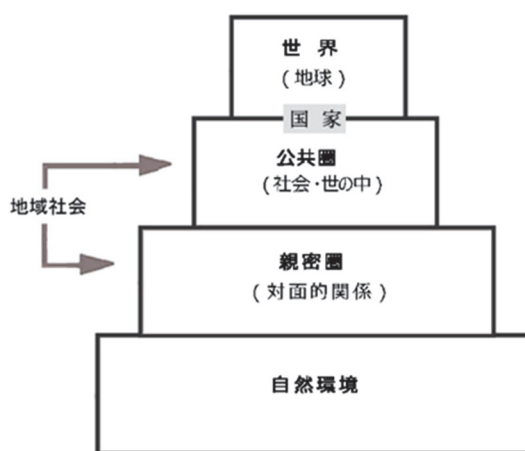 世界
(地球)
国家
公共圏
(社会・世の中)
地域社会
親密圏
(対面的関係)
自然環境